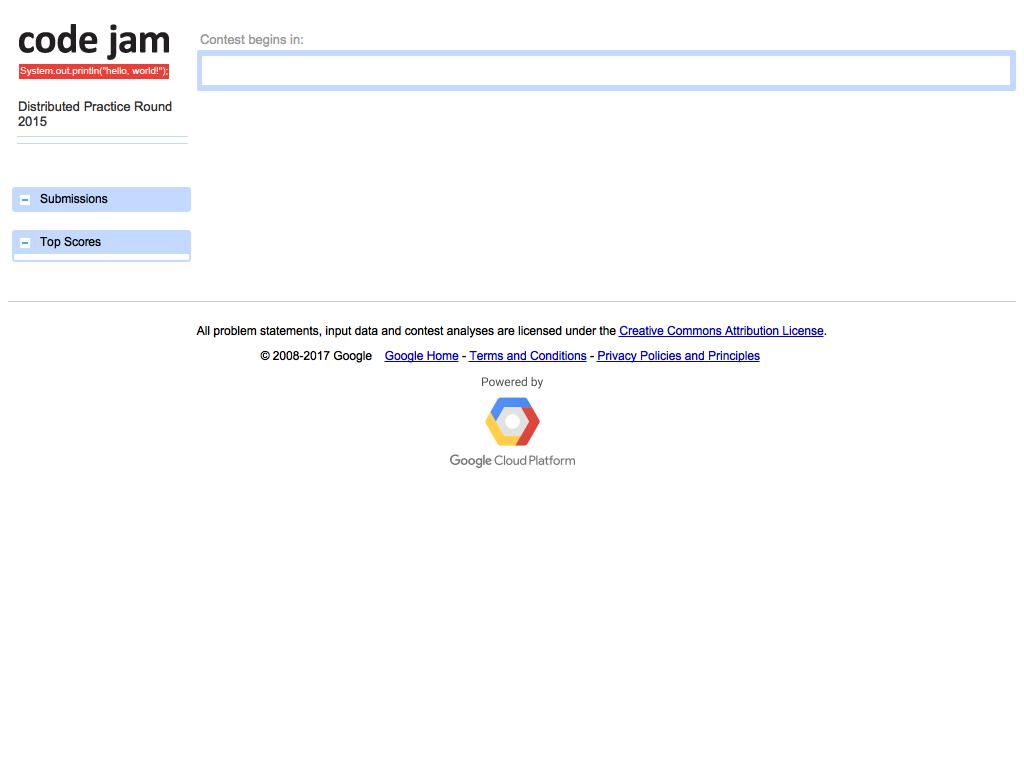 code jam
System.out.println("hello, world!");
Contest begins in:
Distributed Practice Round
2015
Submissions
Top Scores
All problem statements, input data and contest analyses are licensed under the Creative Commons Attribution License.
© 2008-2017 Google Google Home - Terms and Conditions - Privacy Policies and Principles
Powered by
Google Cloud Platform